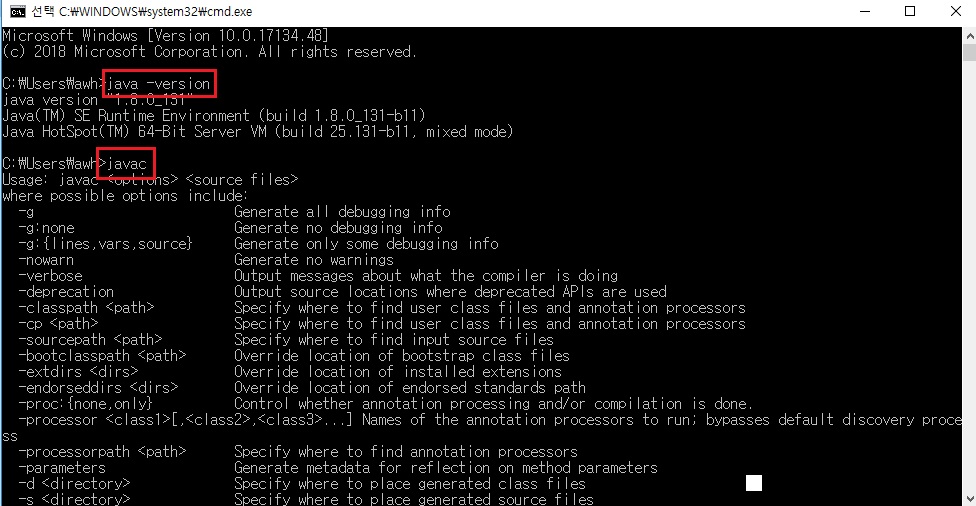 선택 C:₩WINDOWS₩system32₩cmd.exe
Microsoft Windows [Version 10.0.17134.48]
(c) 2018 Microsoft Corporation. All rights reserved.
C:₩Users₩awh>java -version
java version "1.8.0_131"
Java(TM) SE Runtime Environment (build 1.8.0_131-b11)
Java HotSpot(TM) 64-Bit Server VM (build 25.131-b11, mixed mode)
C:₩Users₩awh>javac
Usage: javac <options> <source files>
where possible options include:
  -g                         Generate all debugging info
  -g:none                    Generate no debugging info
  -g:{lines,vars,source}     Generate only some debugging info
  -nowarn                    Generate no warnings
  -verbose                   Output messages about what the compiler is doing
  -deprecation               Output source locations where deprecated APIs are used
  -classpath <path>          Specify where to find user class files and annotation processors
  -cp <path>                 Specify where to find user class files and annotation processors
  -sourcepath <path>         Specify where to find input source files
  -bootclasspath <path>      Override location of bootstrap class files
  -extdirs <dirs>            Override location of installed extensions
  -endorseddirs <dirs>       Override location of endorsed standards path
  -proc:{none,only}          Control whether annotation processing and/or compilation is done.
  -processor <class1>[,<class2>,<class3>...] Names of the annotation processors to run; bypasses default discovery proce
ss
  -processorpath <path>      Specify where to find annotation processors
  -parameters                Generate metadata for reflection on method parameters
  -d <directory>             Specify where to place generated class files
  -s <directory>             Specify where to place generated source files